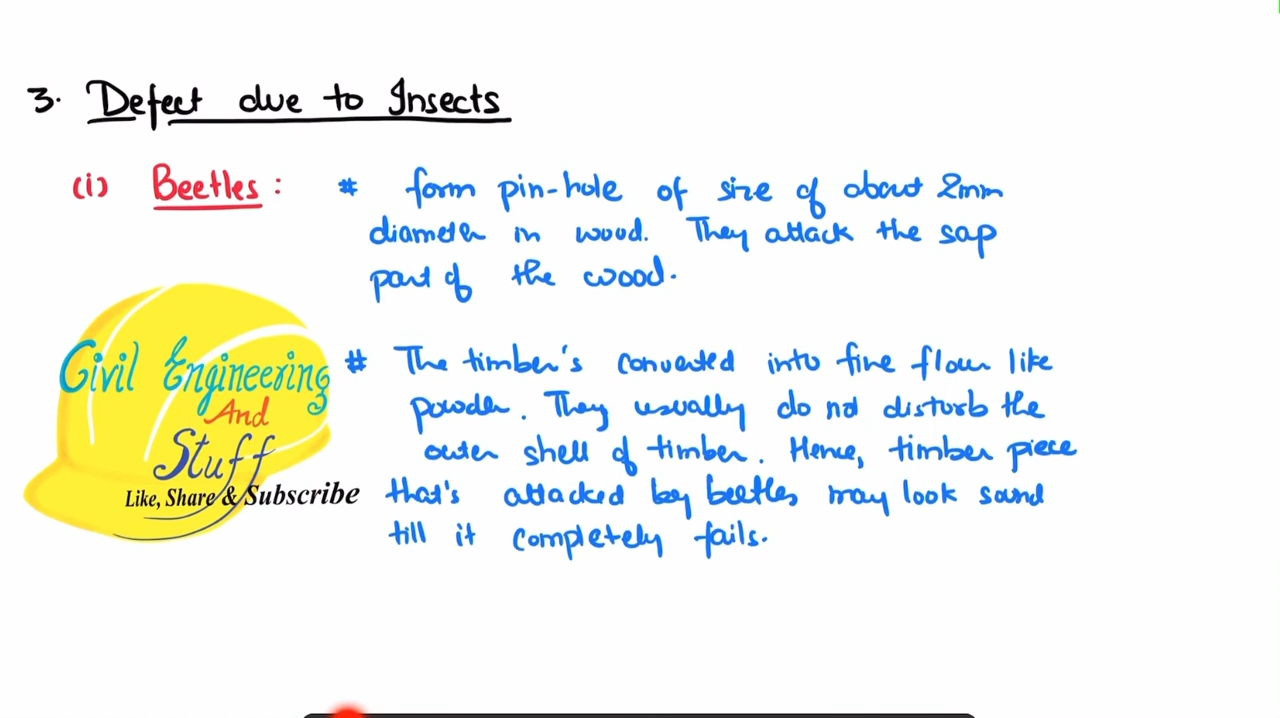 3. Defect due to Insects
(i) Beetles : # form pin-hole of size of about 2mm
diameter in wood. They attack the sap
part of the wood.
# The timber's converted into fine flour like
powder. They usually do not disturb the
outer shell of timber. Hence, timber piece
that's attacked by beetles may look sound
till it completely fails.
Civil Engineering
And
Stuff
Like, Share & Subscribe